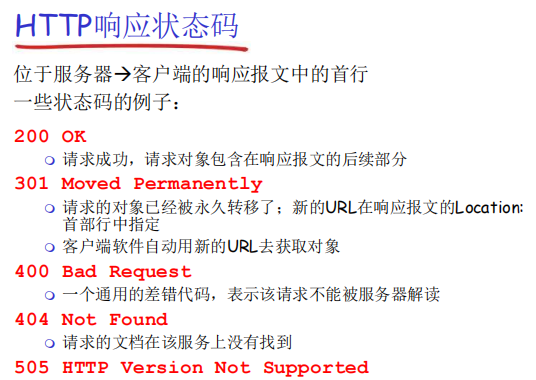 HTTP响应状态码
位于服务器→客户端的响应报文中的首行
一些状态码的例子：
200 OK
请求成功，请求对象包含在响应报文的后续部分
301 Moved Permanently
请求的对象已经被永久转移了；新的URL在响应报文的Location:
首部行中指定
客户端软件自动用新的URL去获取对象
400 Bad Request
一个通用的差错代码，表示该请求不能被服务器解读
404 Not Found
请求的文档在该服务上没有找到
505 HTTP Version Not Supported